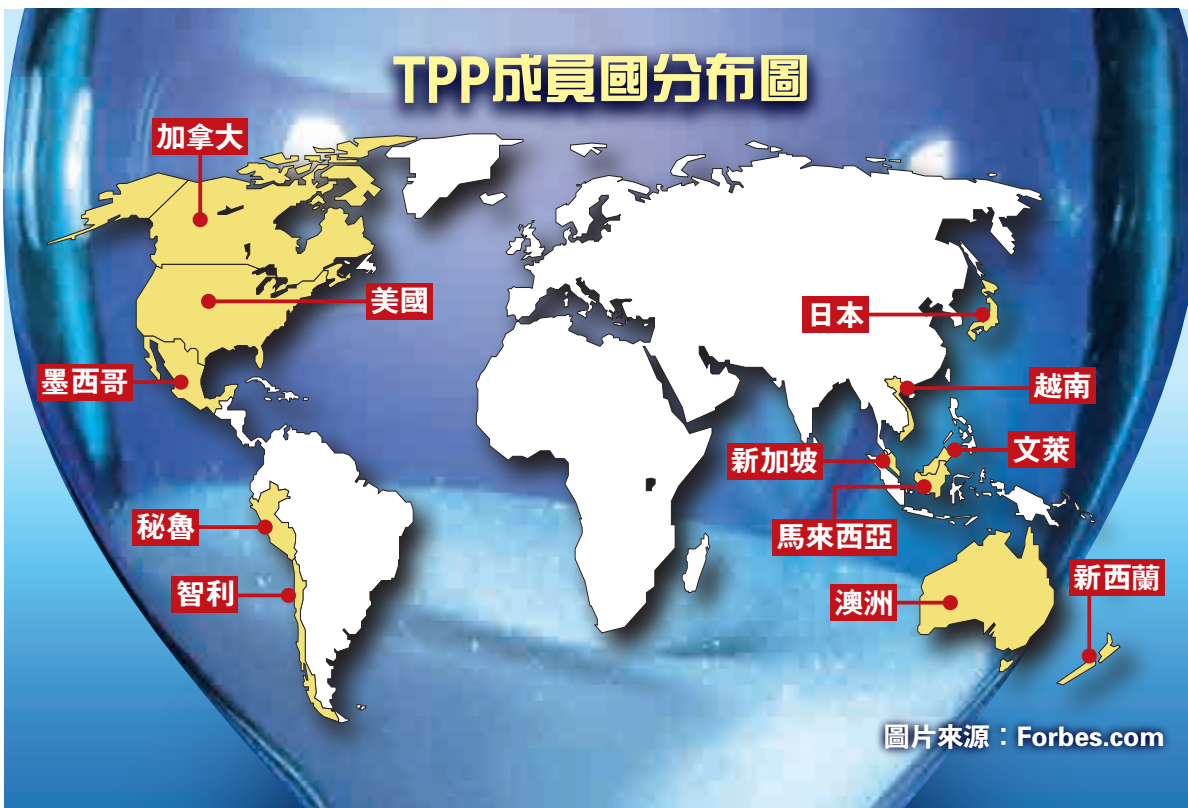 TPP成員國分布圖
加拿大
美國
日本
墨西哥
越南
文萊
新加坡
秘魯
馬來西亞
新西蘭
智利
澳洲
圖片來源：Forbes.com